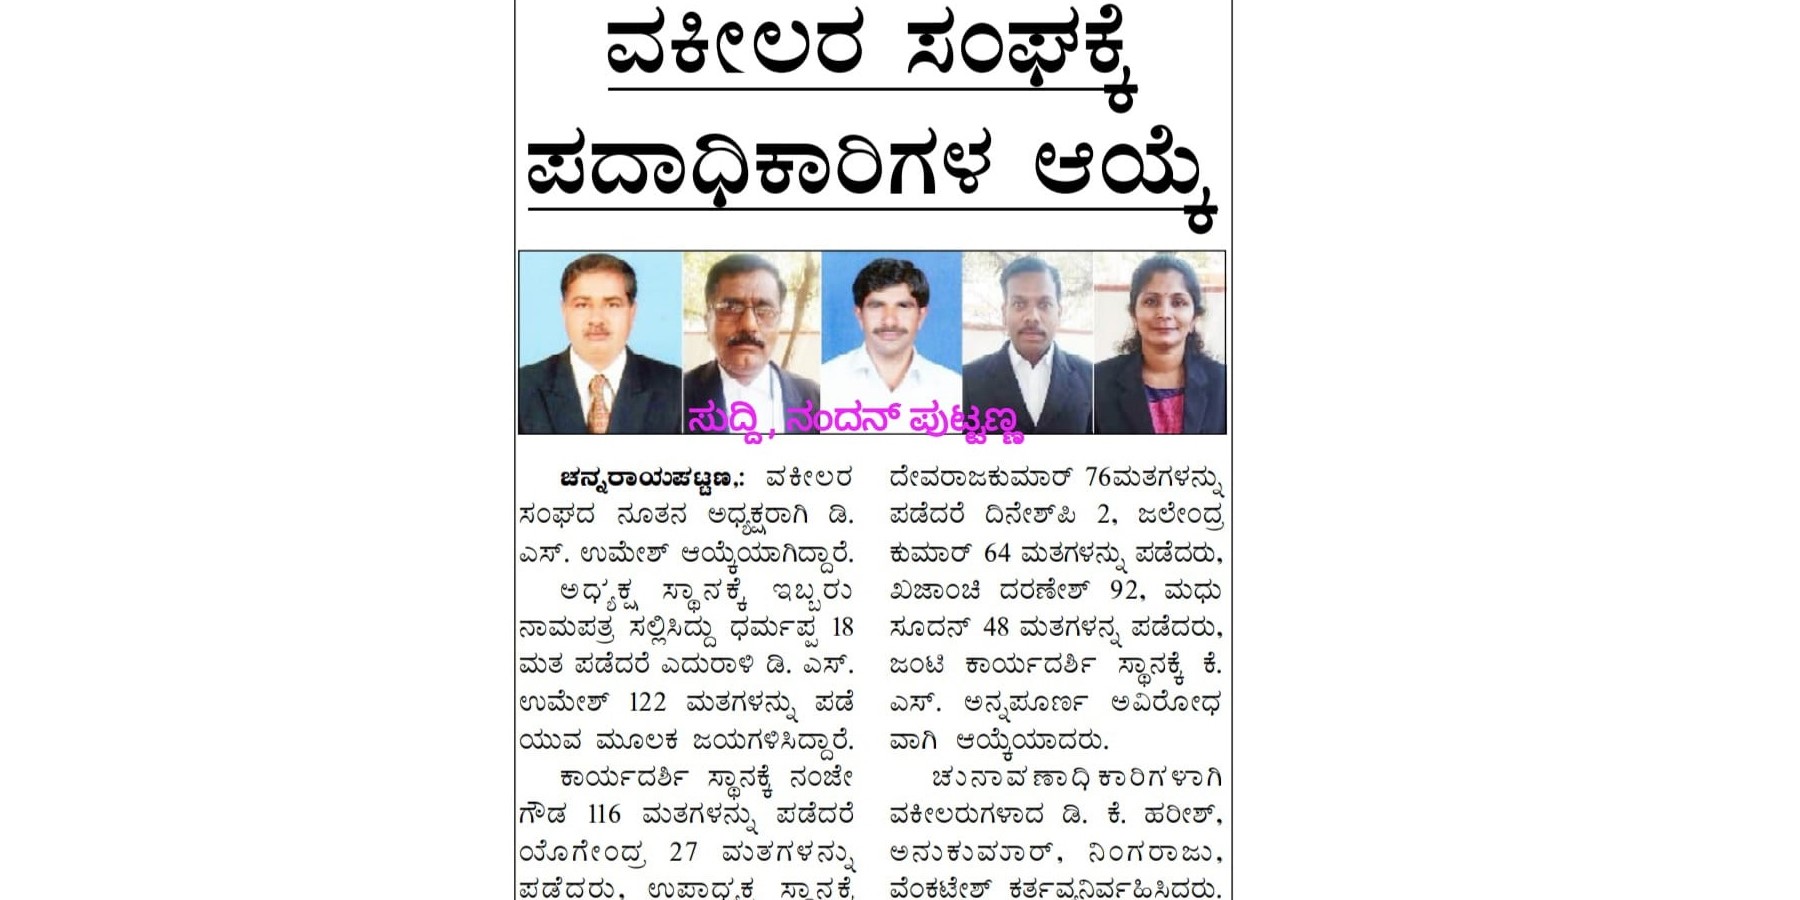 ವಕೀಲರ ಸಂಘಕ್ಕೆ
ಪದಾಧಿಕಾರಿಗಳ ಆಯ್ಕೆ
ಸುದ್ದಿ , ನಂದನ್ ಪುಟ್ಟಣ್ಣ
ಚನ್ನರಾಯಪಟ್ಟಣ,: ವಕೀಲರ
ಸಂಘದ ನೂತನ ಅಧ್ಯಕ್ಷರಾಗಿ ಡಿ.
ಎಸ್. ಉಮೇಶ್ ಆಯ್ಕೆಯಾಗಿದ್ದಾರೆ.
ಅಧ್ಯಕ್ಷ ಸ್ಥಾನಕ್ಕೆ ಇಬ್ಬರು
ನಾಮಪತ್ರ ಸಲ್ಲಿಸಿದ್ದು ಧರ್ಮಪ್ಪ 18
ಮತ ಪಡೆದರೆ ಎದುರಾಳಿ ಡಿ. ಎಸ್.
ಉಮೇಶ್ 122 ಮತಗಳನ್ನು ಪಡೆ
ಯುವ ಮೂಲಕ ಜಯಗಳಿಸಿದ್ದಾರೆ.
ಕಾರ್ಯದರ್ಶಿ ಸ್ಥಾನಕ್ಕೆ ನಂಜೇ
ಗೌಡ 116 ಮತಗಳನ್ನು ಪಡೆದರೆ
ಯೊಗೇಂದ್ರ 27 ಮತಗಳನ್ನು
ಪಡೆದರು, ಉಪಾಧ್ಯಕ್ಷ ಸ್ಥಾನಕ್ಕೆ
ದೇವರಾಜಕುಮಾರ್ 76ಮತಗಳನ್ನು
ಪಡೆದರೆ ದಿನೇಶ್‌ಪಿ 2, ಜಲೇಂದ್ರ
ಕುಮಾರ್ 64 ಮತಗಳನ್ನು ಪಡೆದರು,
ಖಜಾಂಚಿ ದರಣೇಶ್ 92, ಮಧು
ಸೂದನ್ 48 ಮತಗಳನ್ನ ಪಡೆದರು,
ಜಂಟಿ ಕಾರ್ಯದರ್ಶಿ ಸ್ಥಾನಕ್ಕೆ ಕೆ.
ಎಸ್. ಅನ್ನಪೂರ್ಣ ಅವಿರೋಧ
ವಾಗಿ ಆಯ್ಕೆಯಾದರು.
ಚುನಾವಣಾಧಿಕಾರಿಗಳಾಗಿ
ವಕೀಲರುಗಳಾದ ಡಿ. ಕೆ. ಹರೀಶ್,
ಅನುಕುಮಾರ್, ನಿಂಗರಾಜು,
ವೆಂಕಟೇಶ್ ಕರ್ತವ್ಯನಿರ್ವಹಿಸಿದರು.